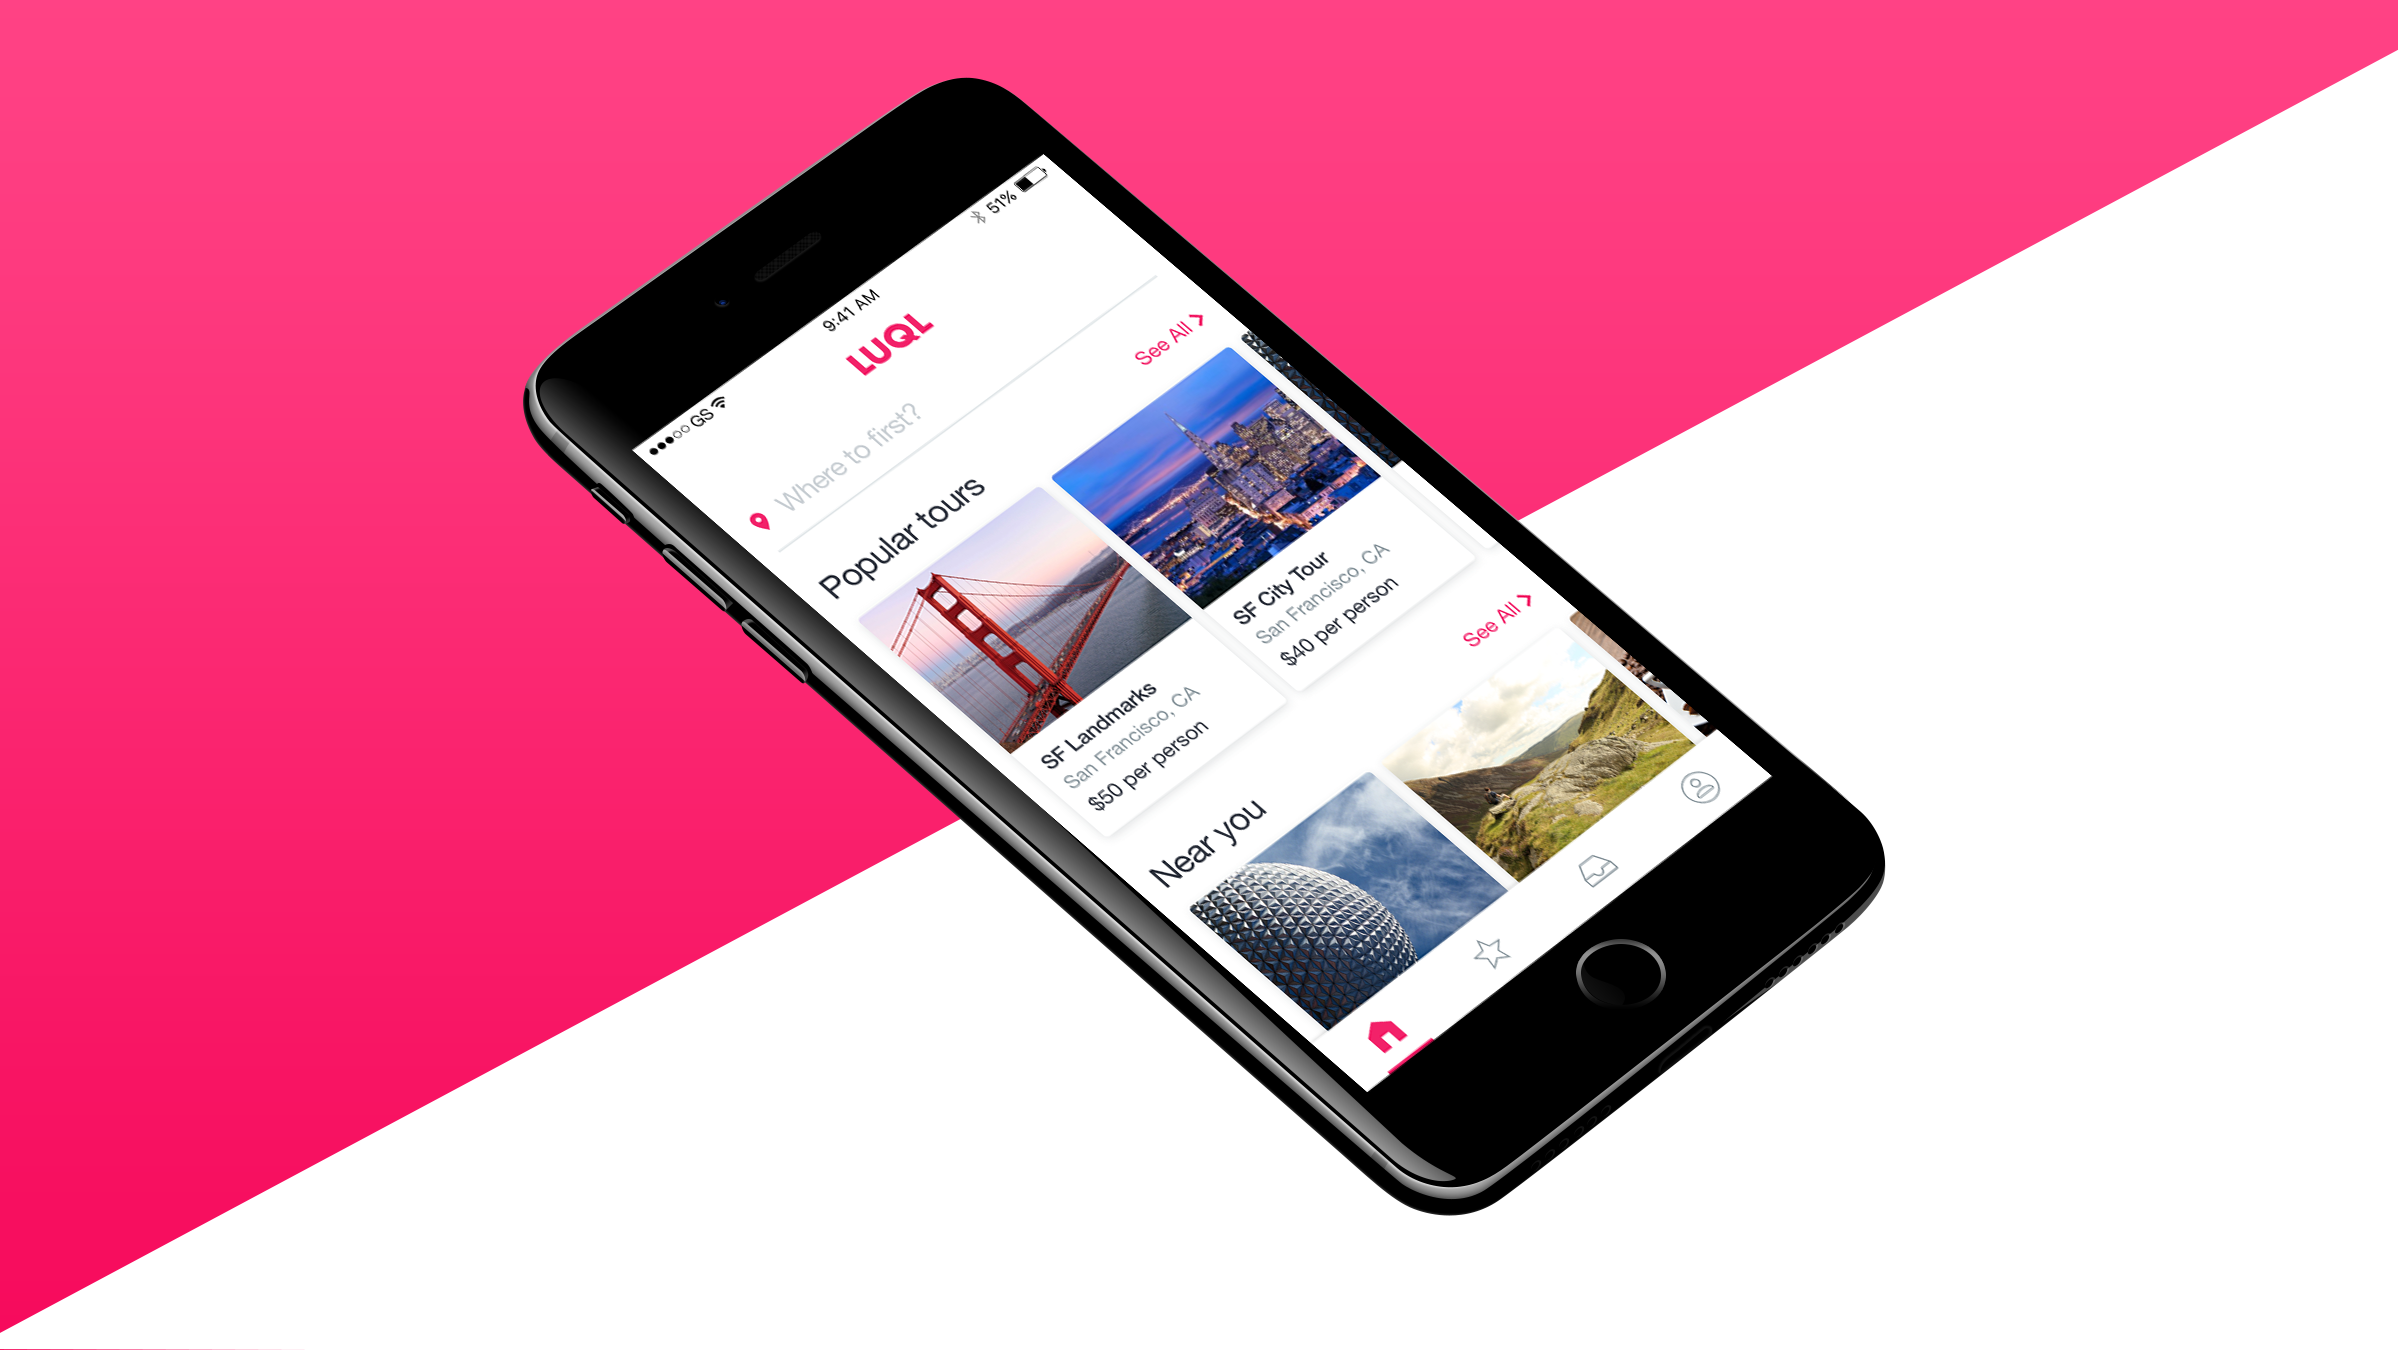 GS 9:41 AM 51%
LUQL
Where to first?
Popular tours See All
SF Landmarks
San Francisco, CA
$50 per person
SF City Tour
San Francisco, CA
$40 per person
Near you See All